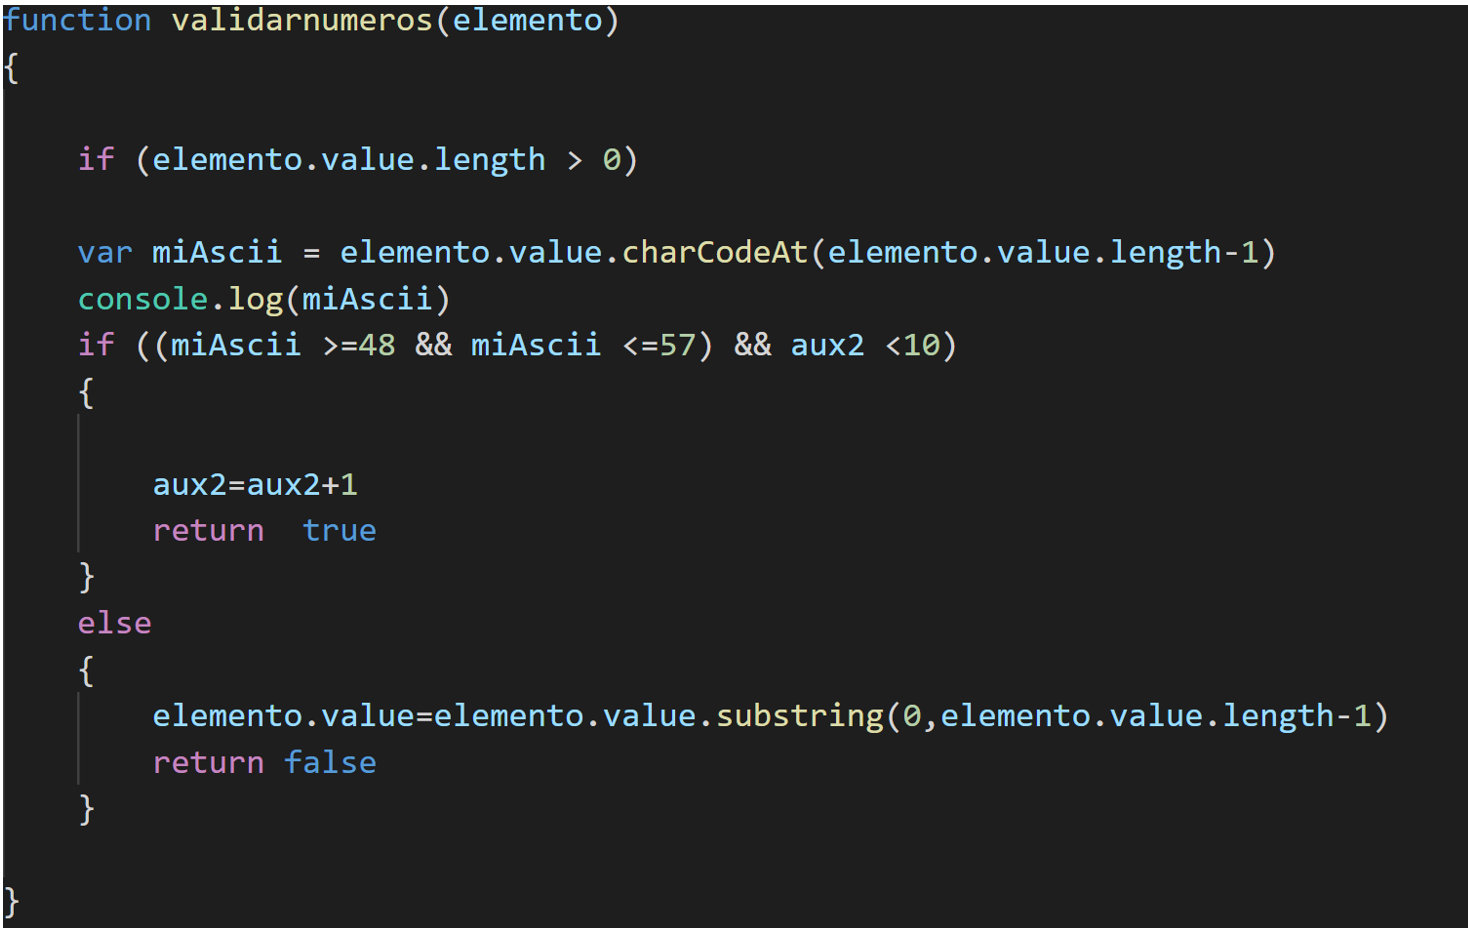 function validarnumeros(elemento)
{
if (elemento.value.length > 0)
var miAscii = elemento.value.charCodeAt(elemento.value.length-1)
console.log(miAscii)
if ((miAscii >=48 && miAscii <=57) && aux2 <10)
{
aux2=aux2+1
return  true
}
else
{
elemento.value=elemento.value.substring(0,elemento.value.length-1)
return false
}
}